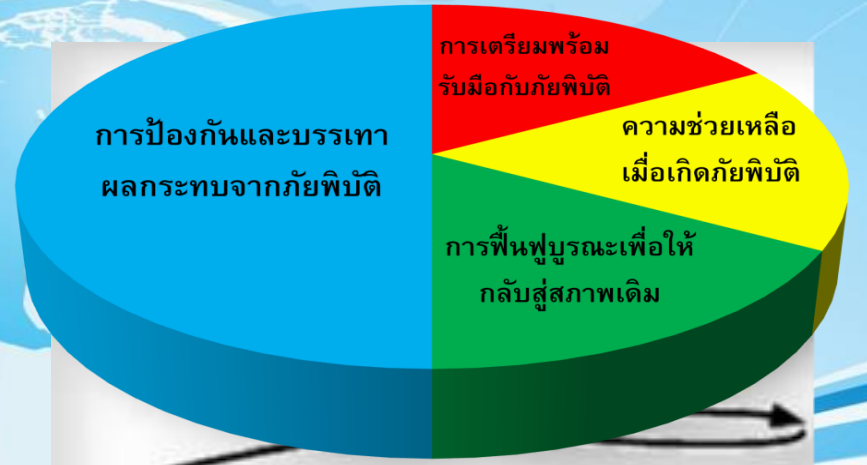 การเตรียมพร้อม
รับมือกับภัยพิบัติ
ความช่วยเหลือ
เมื่อเกิดภัยพิบัติ
การป้องกันและบรรเทา
ผลกระทบจากภัยพิบัติ
การฟื้นฟูบูรณะเพื่อให้
กลับสู่สภาพเดิม